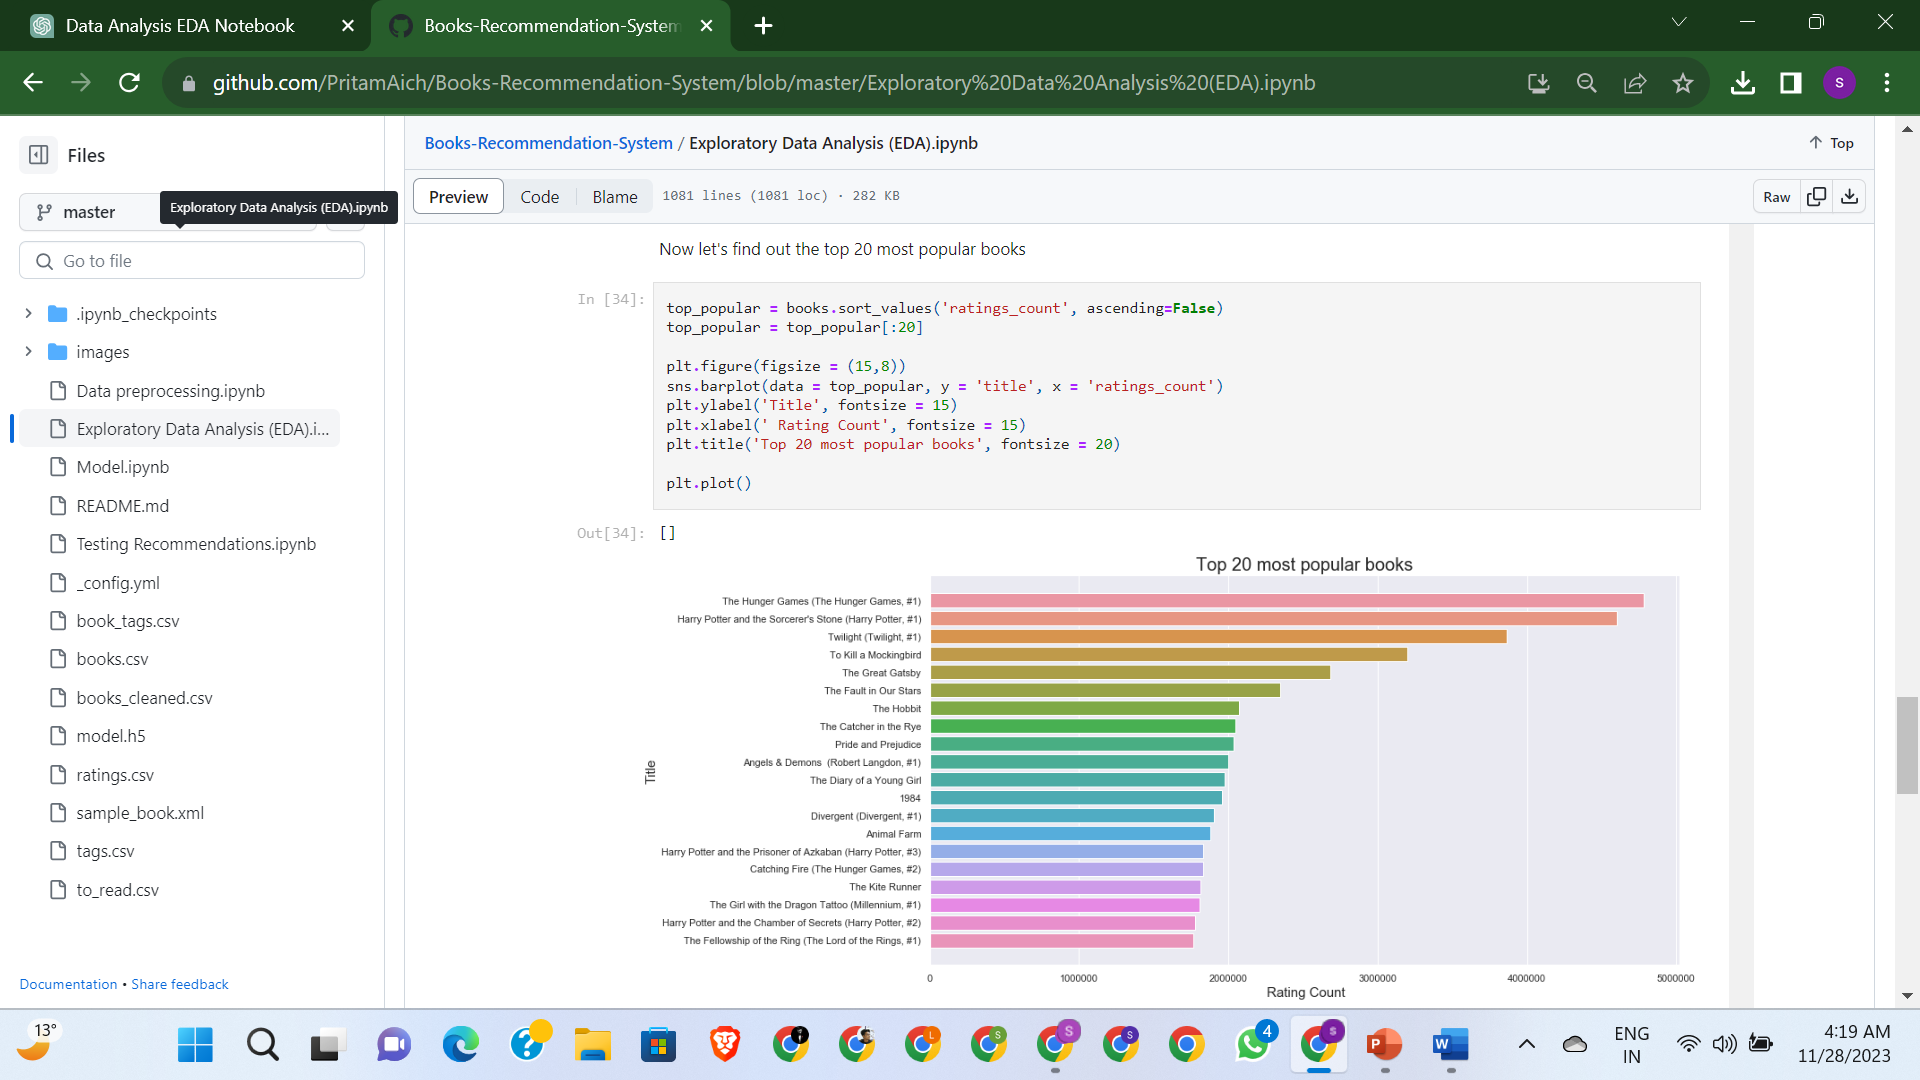 Data Analysis EDA Notebook
Books-Recommendation-System
github.com/PritamAich/Books-Recommendation-System/blob/master/Exploratory%20Data%20Analysis%20(EDA).ipynb
S
Files
master
Exploratory Data Analysis (EDA).ipynb
Go to file
.ipynb_checkpoints
images
Data preprocessing.ipynb
Exploratory Data Analysis (EDA).i...
Model.ipynb
README.md
Testing Recommendations.ipynb
_config.yml
book_tags.csv
books.csv
books_cleaned.csv
model.h5
ratings.csv
sample_book.xml
tags.csv
to_read.csv
Documentation • Share feedback
Books-Recommendation-System / Exploratory Data Analysis (EDA).ipynb
Top
Preview Code Blame 1081 lines (1081 loc) · 282 KB
Raw
Now let's find out the top 20 most popular books
In [34]:
top_popular = books.sort_values('ratings_count', ascending=False)
top_popular = top_popular[:20]
plt.figure(figsize = (15,8))
sns.barplot(data = top_popular, y = 'title', x = 'ratings_count')
plt.ylabel('Title', fontsize = 15)
plt.xlabel(' Rating Count', fontsize = 15)
plt.title('Top 20 most popular books', fontsize = 20)
plt.plot()
Out[34]: []
Top 20 most popular books
Title
The Hunger Games (The Hunger Games, #1)
Harry Potter and the Sorcerer's Stone (Harry Potter, #1)
Twilight (Twilight, #1)
To Kill a Mockingbird
The Great Gatsby
The Fault in Our Stars
The Hobbit
The Catcher in the Rye
Pride and Prejudice
Angels & Demons (Robert Langdon, #1)
The Diary of a Young Girl
1984
Divergent (Divergent, #1)
Animal Farm
Harry Potter and the Prisoner of Azkaban (Harry Potter, #3)
Catching Fire (The Hunger Games, #2)
The Kite Runner
The Girl with the Dragon Tattoo (Millennium, #1)
Harry Potter and the Chamber of Secrets (Harry Potter, #2)
The Fellowship of the Ring (The Lord of the Rings, #1)
0 1000000 2000000 3000000 4000000 5000000
Rating Count
13°
L
S
S
S
4
S
P
W
ENG
IN
4:19 AM
11/28/2023